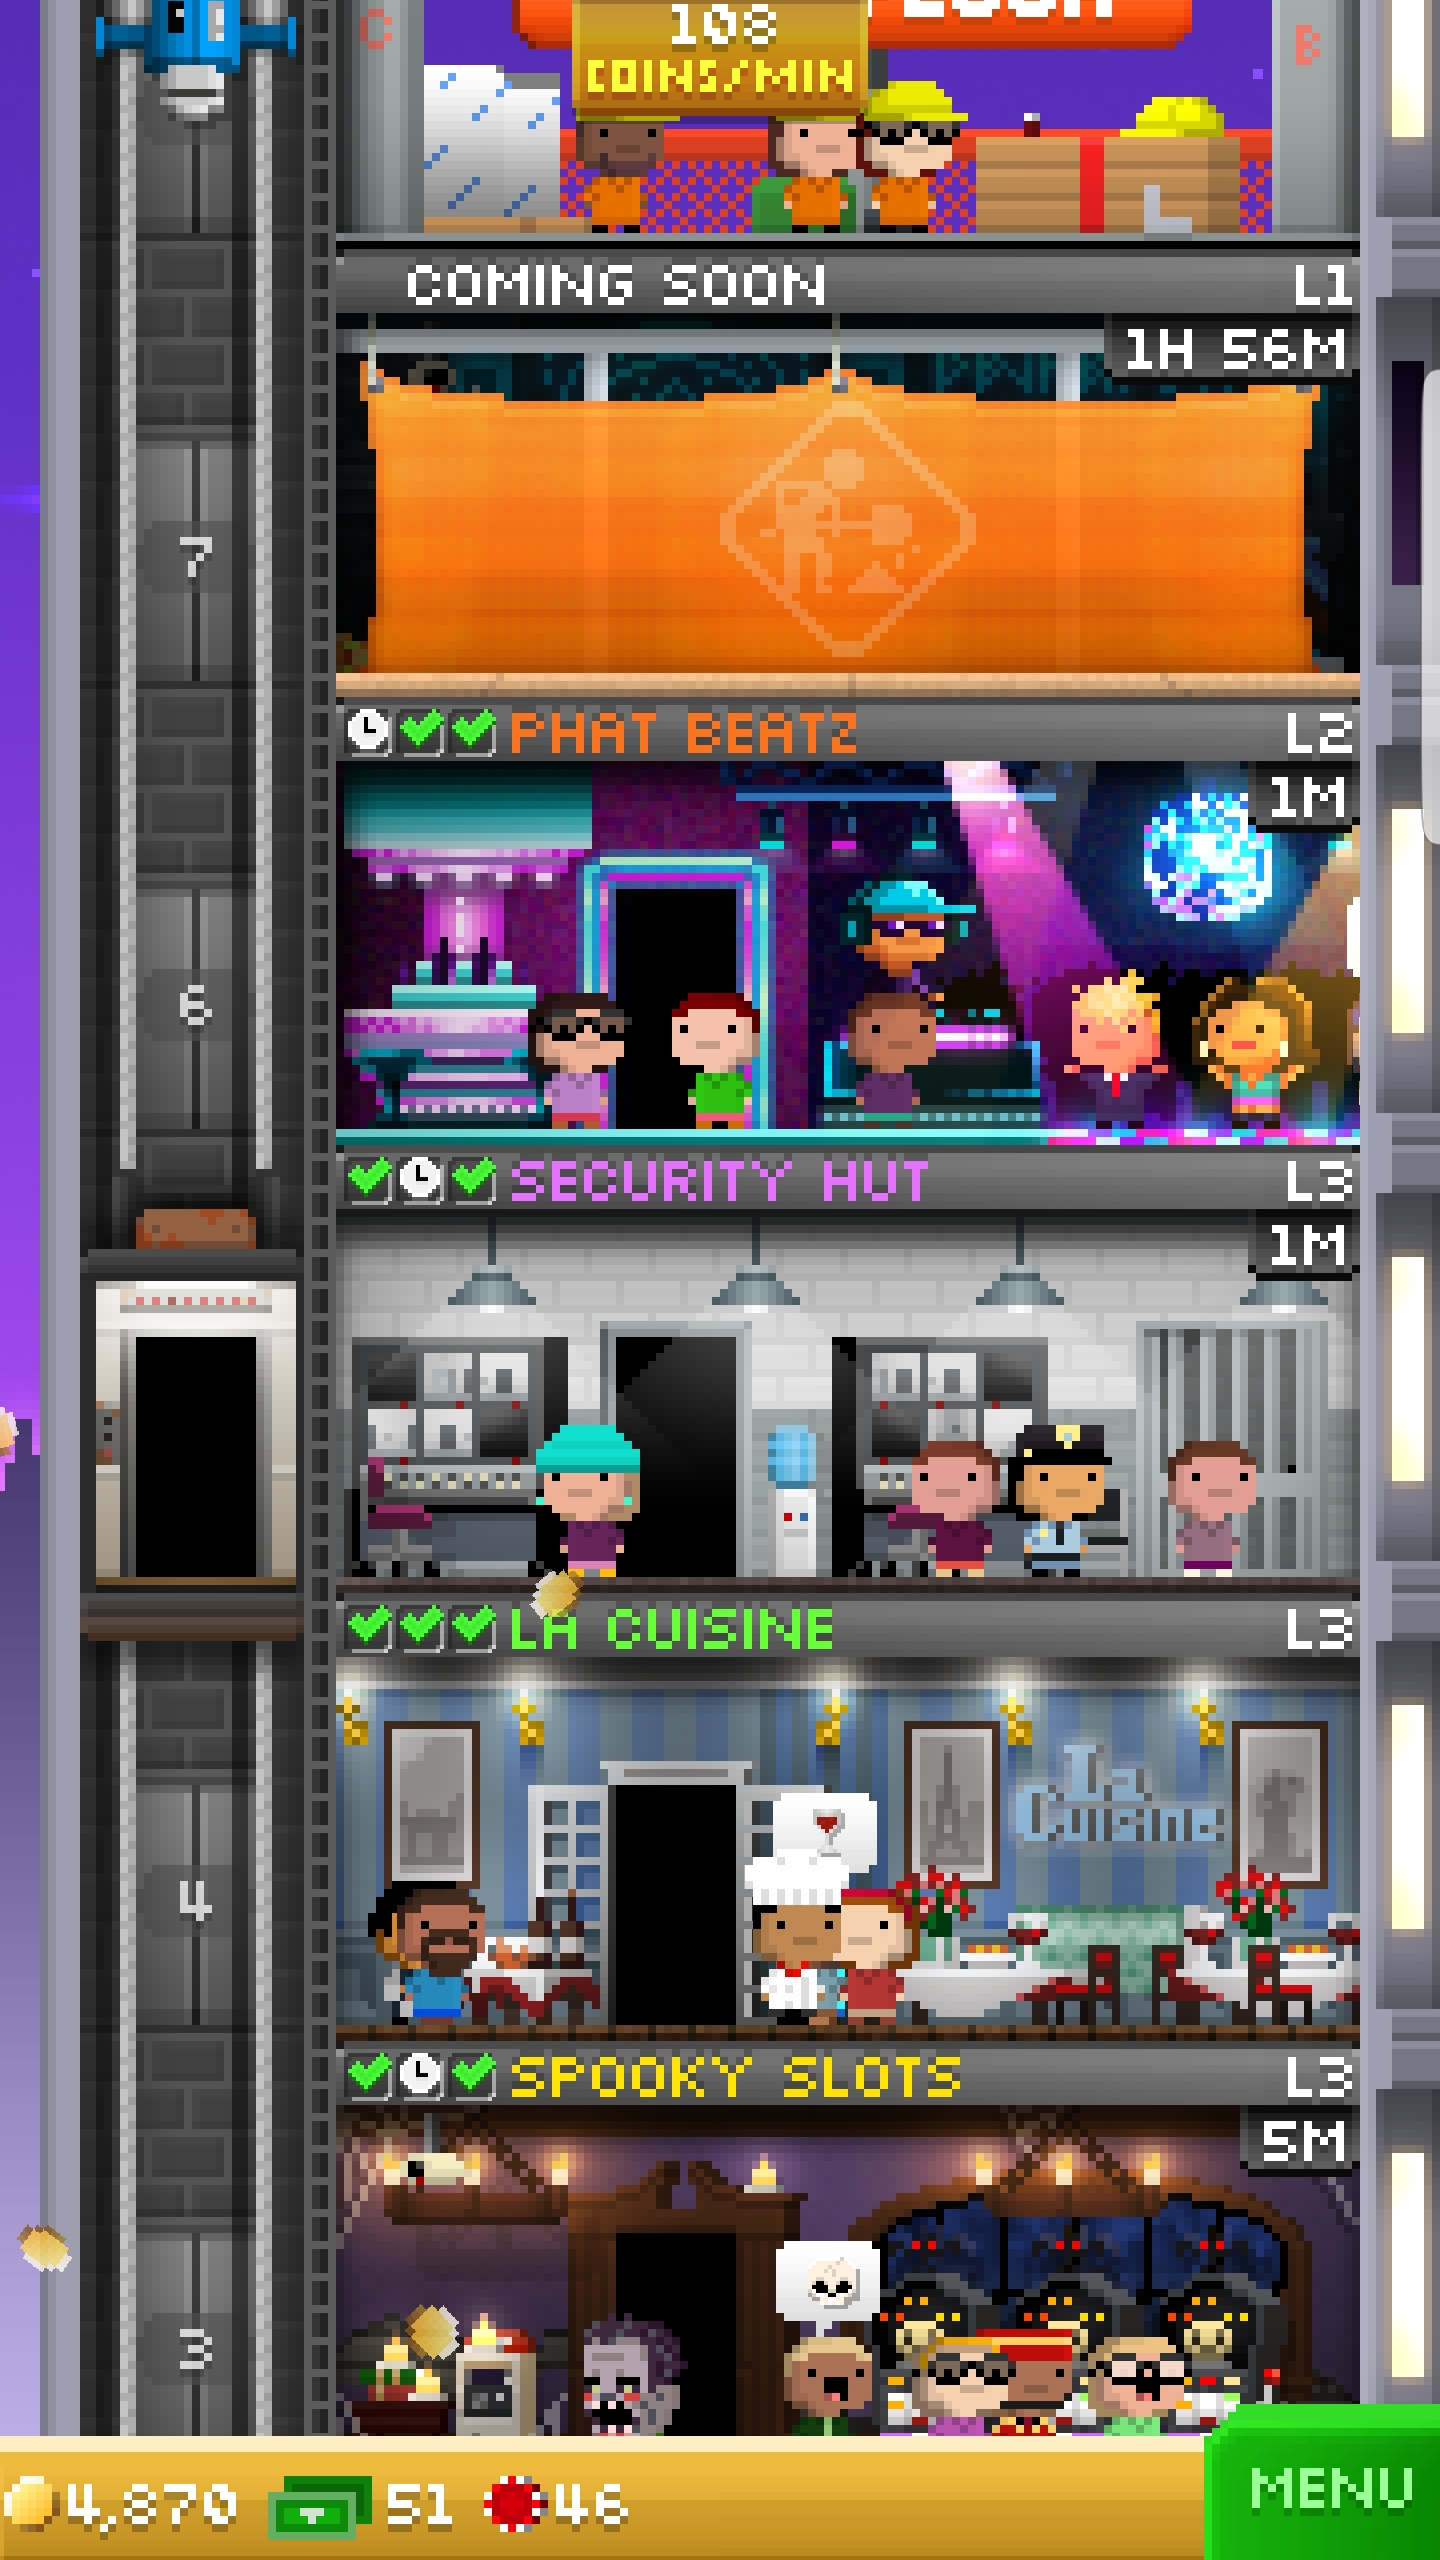 C
108
COINS/MIN
B
COMING SOON L1
1H 56M
7
PHAT BEATZ L2
1M
6
SECURITY HUT L3
1M
LA CUISINE L3
La
Cuisine
4
SPOOKY SLOTS L3
5M
3
4,870 51 46
MENU